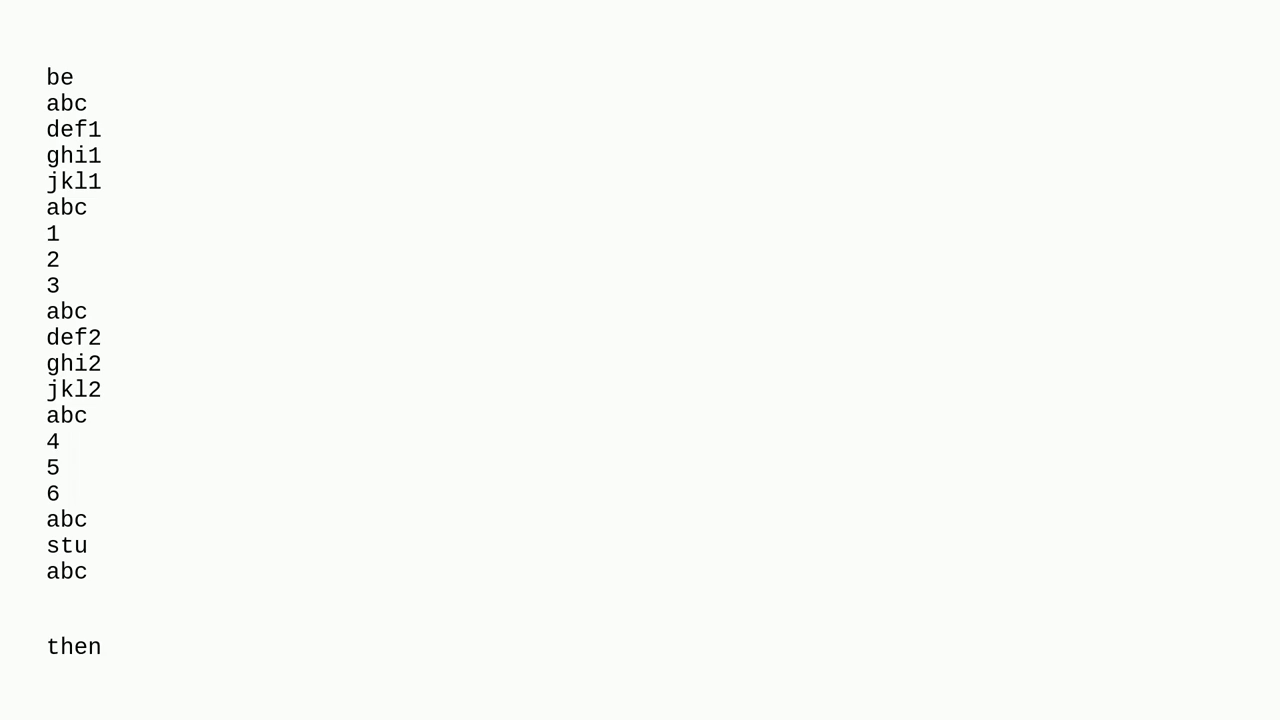 be
abc
def1
ghi1
jkl1
abc
1
2
3
abc
def2
ghi2
jkl2
abc
4
5
6
abc
stu
abc
then